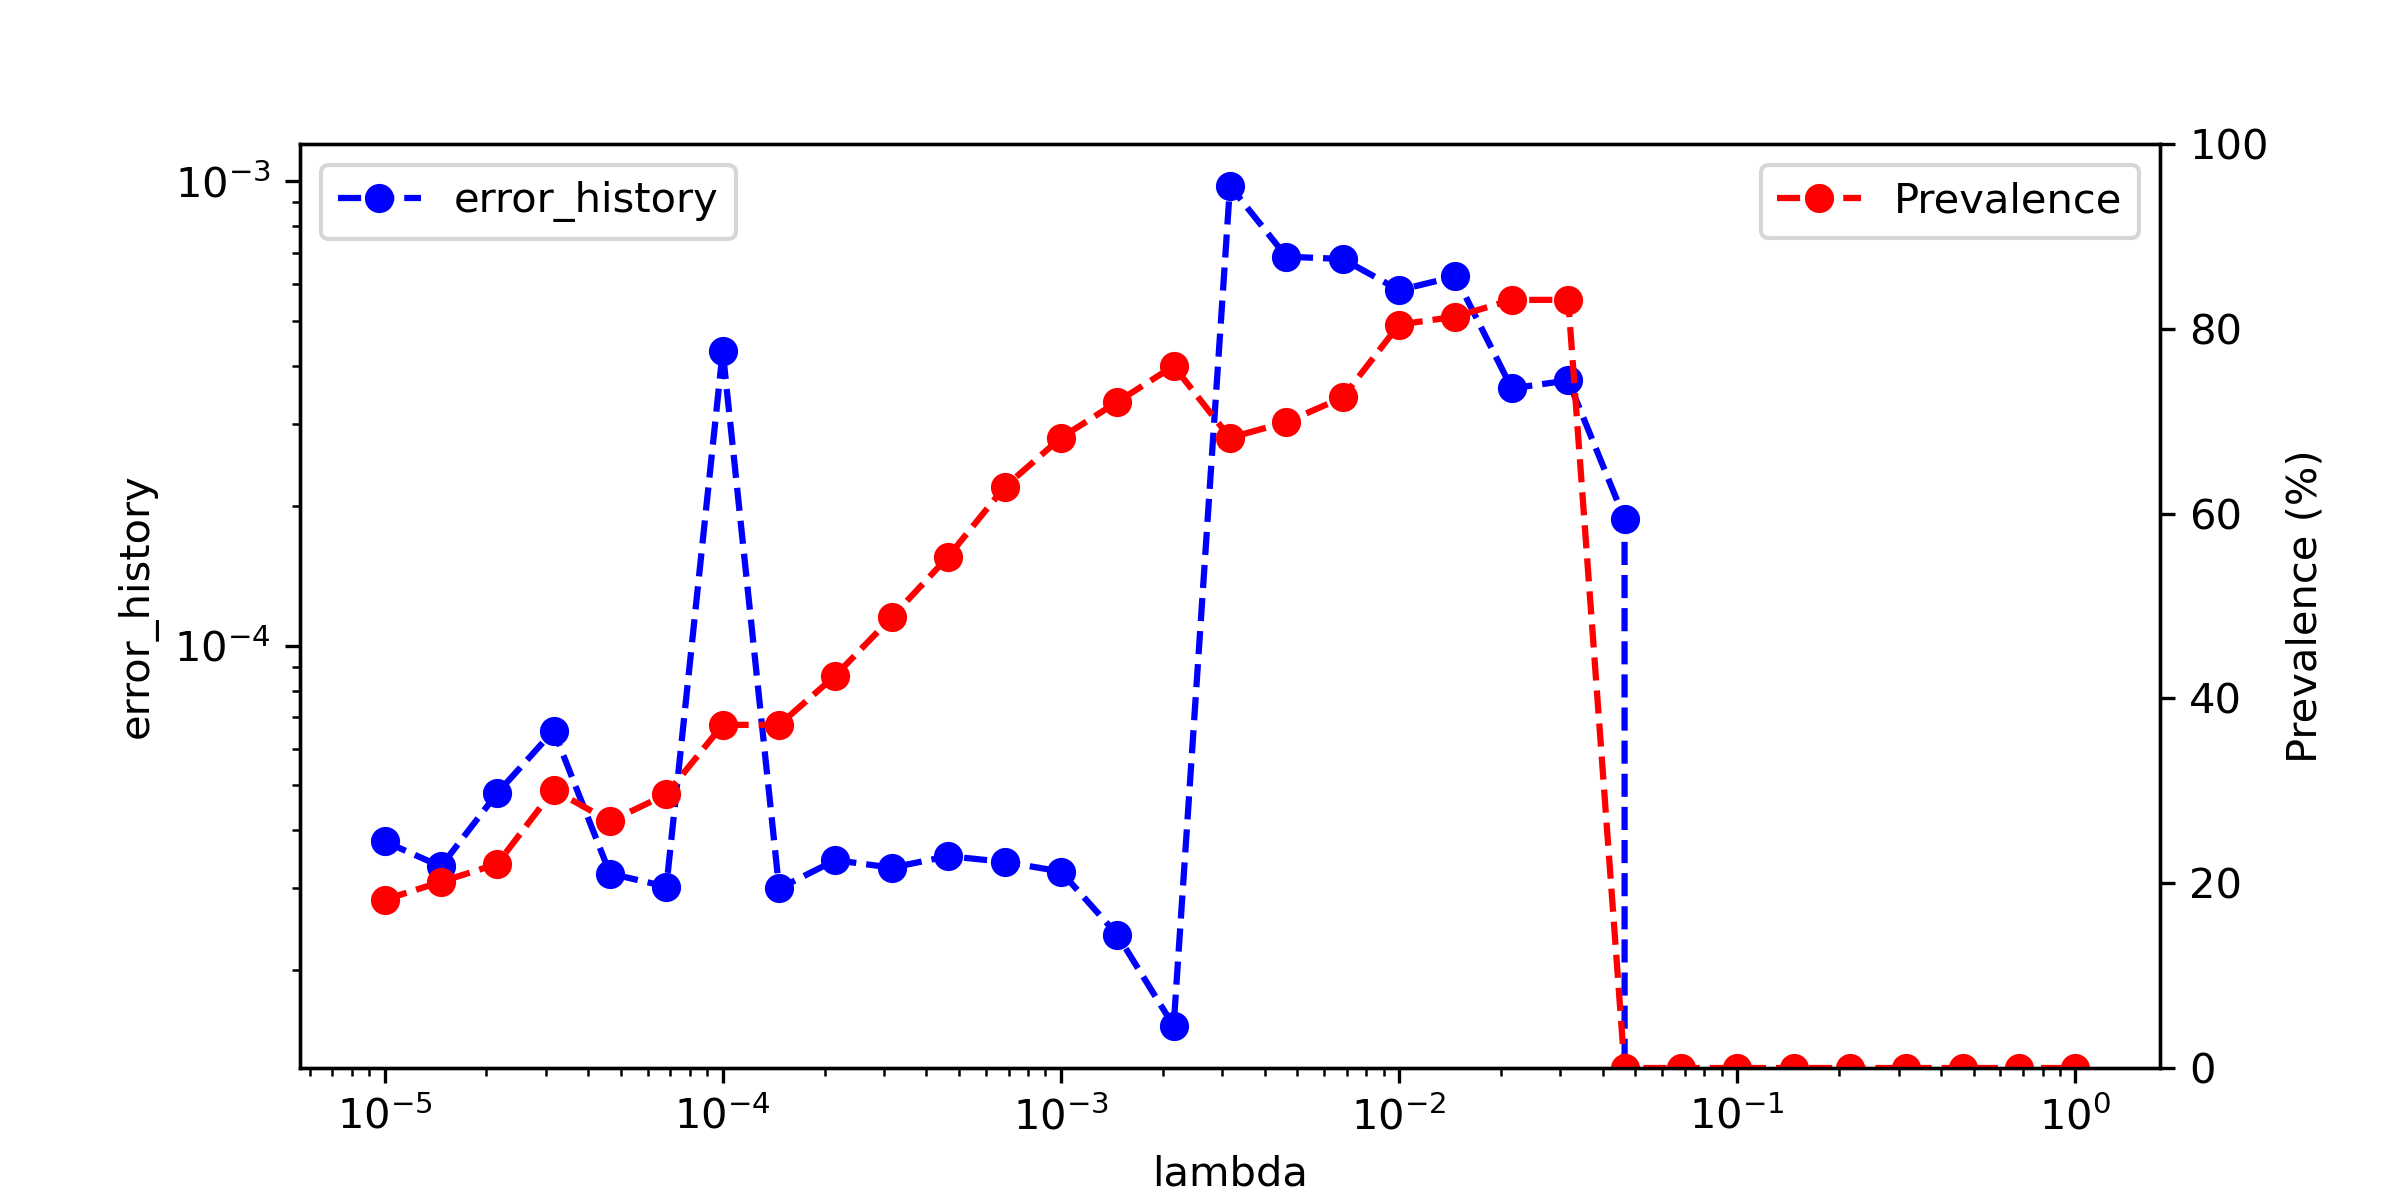 error_history
Prevalence
10⁻³
10⁻⁴
error_history
100
80
60
40
20
0
Prevalence (%)
10⁻⁵
10⁻⁴
10⁻³
10⁻²
10⁻¹
10⁰
lambda